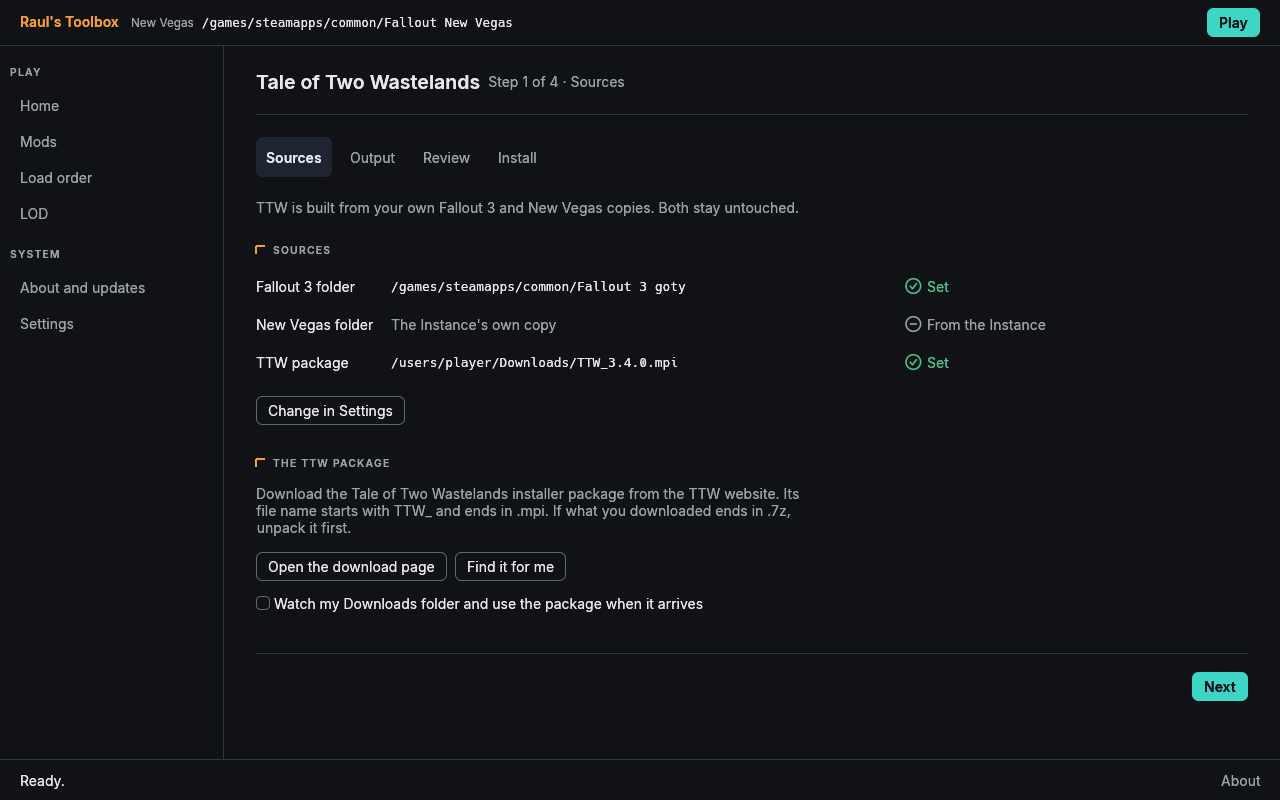 Raul's Toolbox New Vegas /games/steamapps/common/Fallout New Vegas Play
PLAY
Home
Mods
Load order
LOD
SYSTEM
About and updates
Settings
Tale of Two Wastelands Step 1 of 4 · Sources
Sources Output Review Install
TTW is built from your own Fallout 3 and New Vegas copies. Both stay untouched.
SOURCES
Fallout 3 folder /games/steamapps/common/Fallout 3 goty Set
New Vegas folder The Instance's own copy From the Instance
TTW package /users/player/Downloads/TTW_3.4.0.mpi Set
Change in Settings
THE TTW PACKAGE
Download the Tale of Two Wastelands installer package from the TTW website. Its
file name starts with TTW_ and ends in .mpi. If what you downloaded ends in .7z,
unpack it first.
Open the download page Find it for me
Watch my Downloads folder and use the package when it arrives
Next
Ready. About